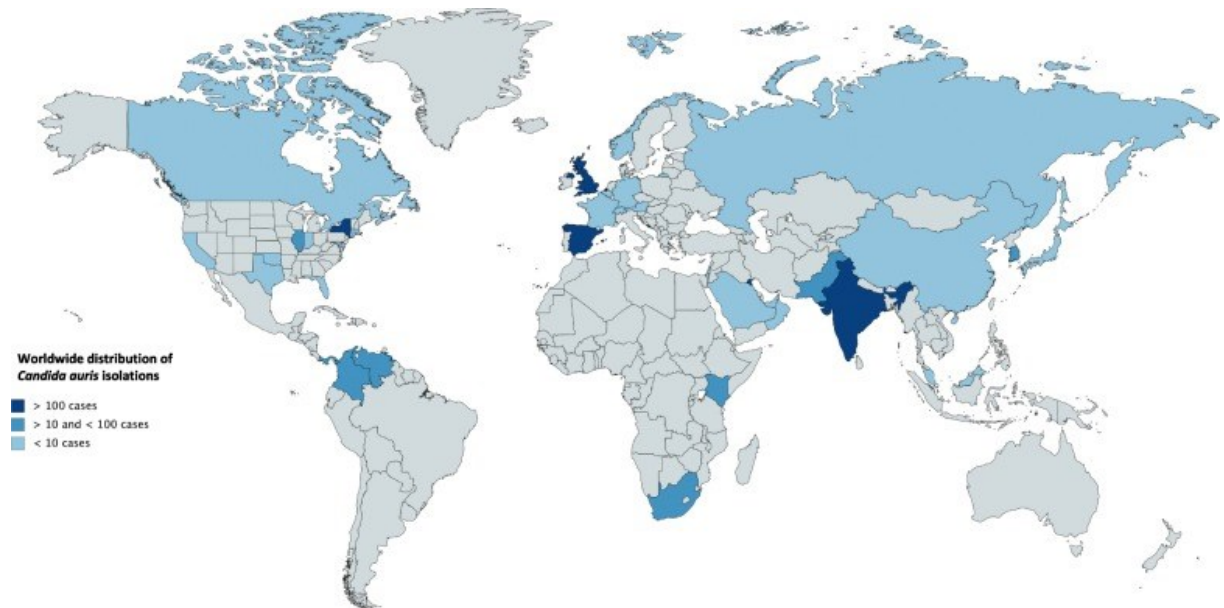 Worldwide distribution of
Candida auris isolations
> 100 cases
> 10 and < 100 cases
< 10 cases